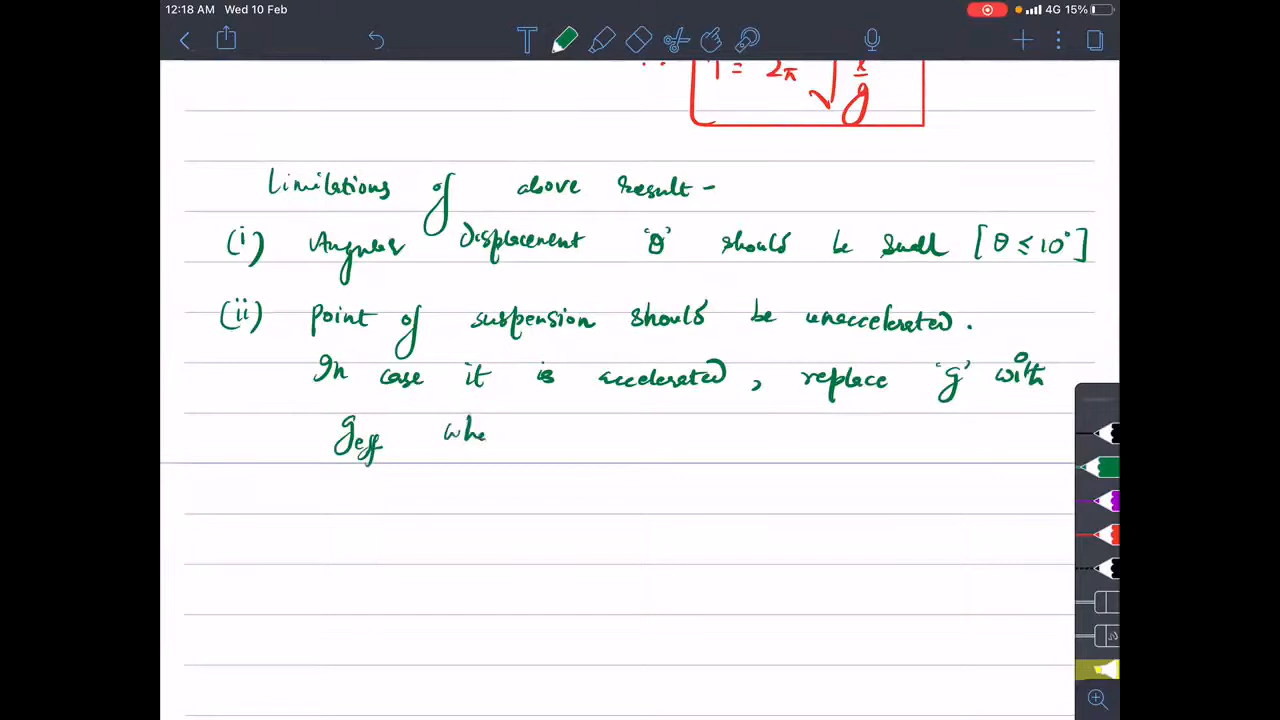 12:18 AM Wed 10 Feb
4G 15%
T
T = 2π √ l/g
Limitations of above result -
(i) Angular Displacement 'θ' should be small [θ ≤ 10°]
(ii) point of suspension should be unaccelerated.
In case it is accelerated, replace 'g' with
geff whe